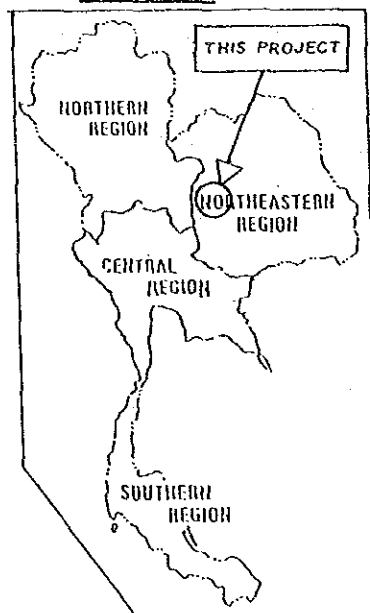 THIS PROJECT
NORTHERN
REGION
NORTHEASTERN
REGION
CENTRAL
REGION
SOUTHERN
REGION